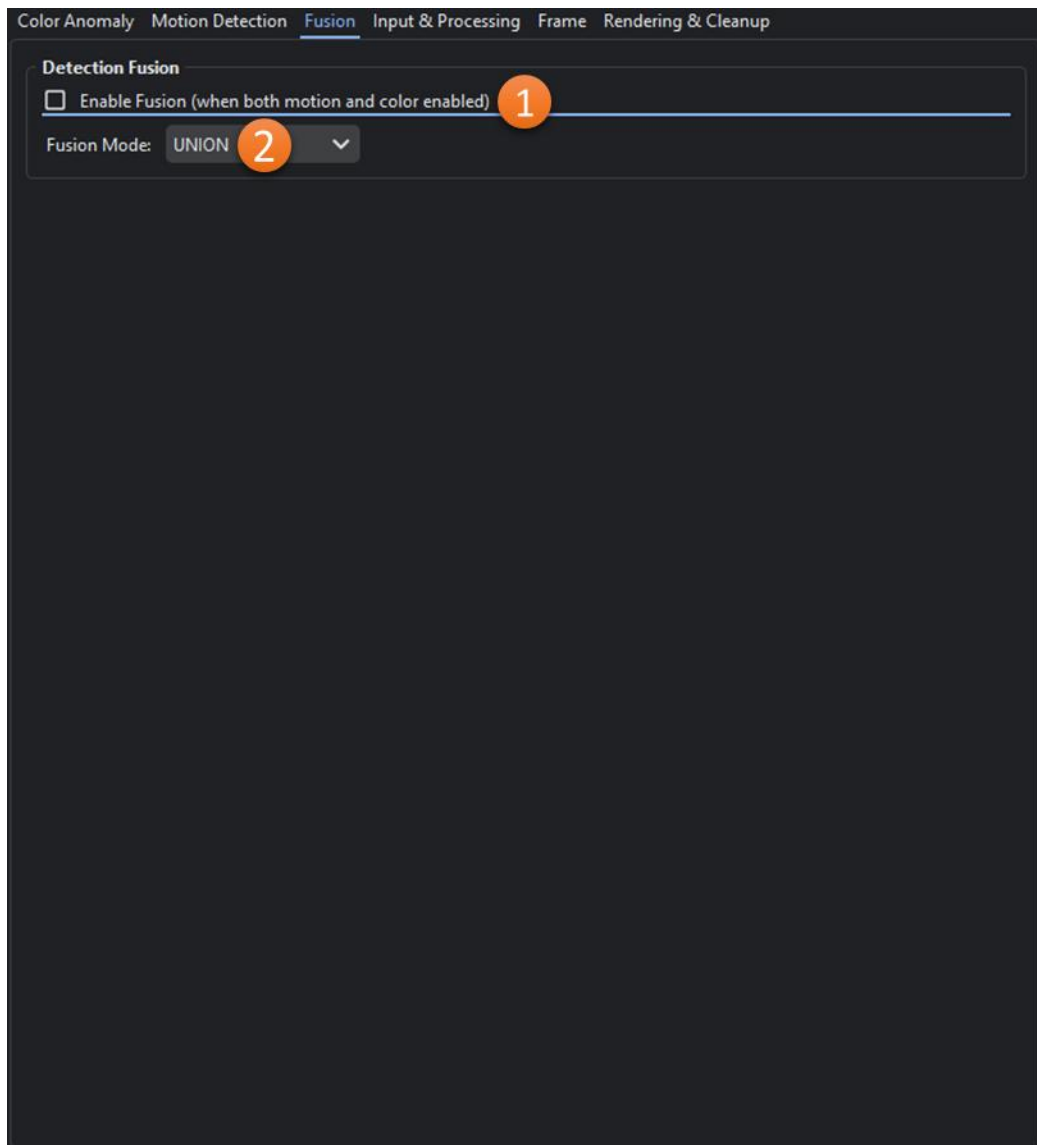 Color Anomaly Motion Detection Fusion Input & Processing Frame Rendering & Cleanup
Detection Fusion
Enable Fusion (when both motion and color enabled) 1
Fusion Mode: UNION 2